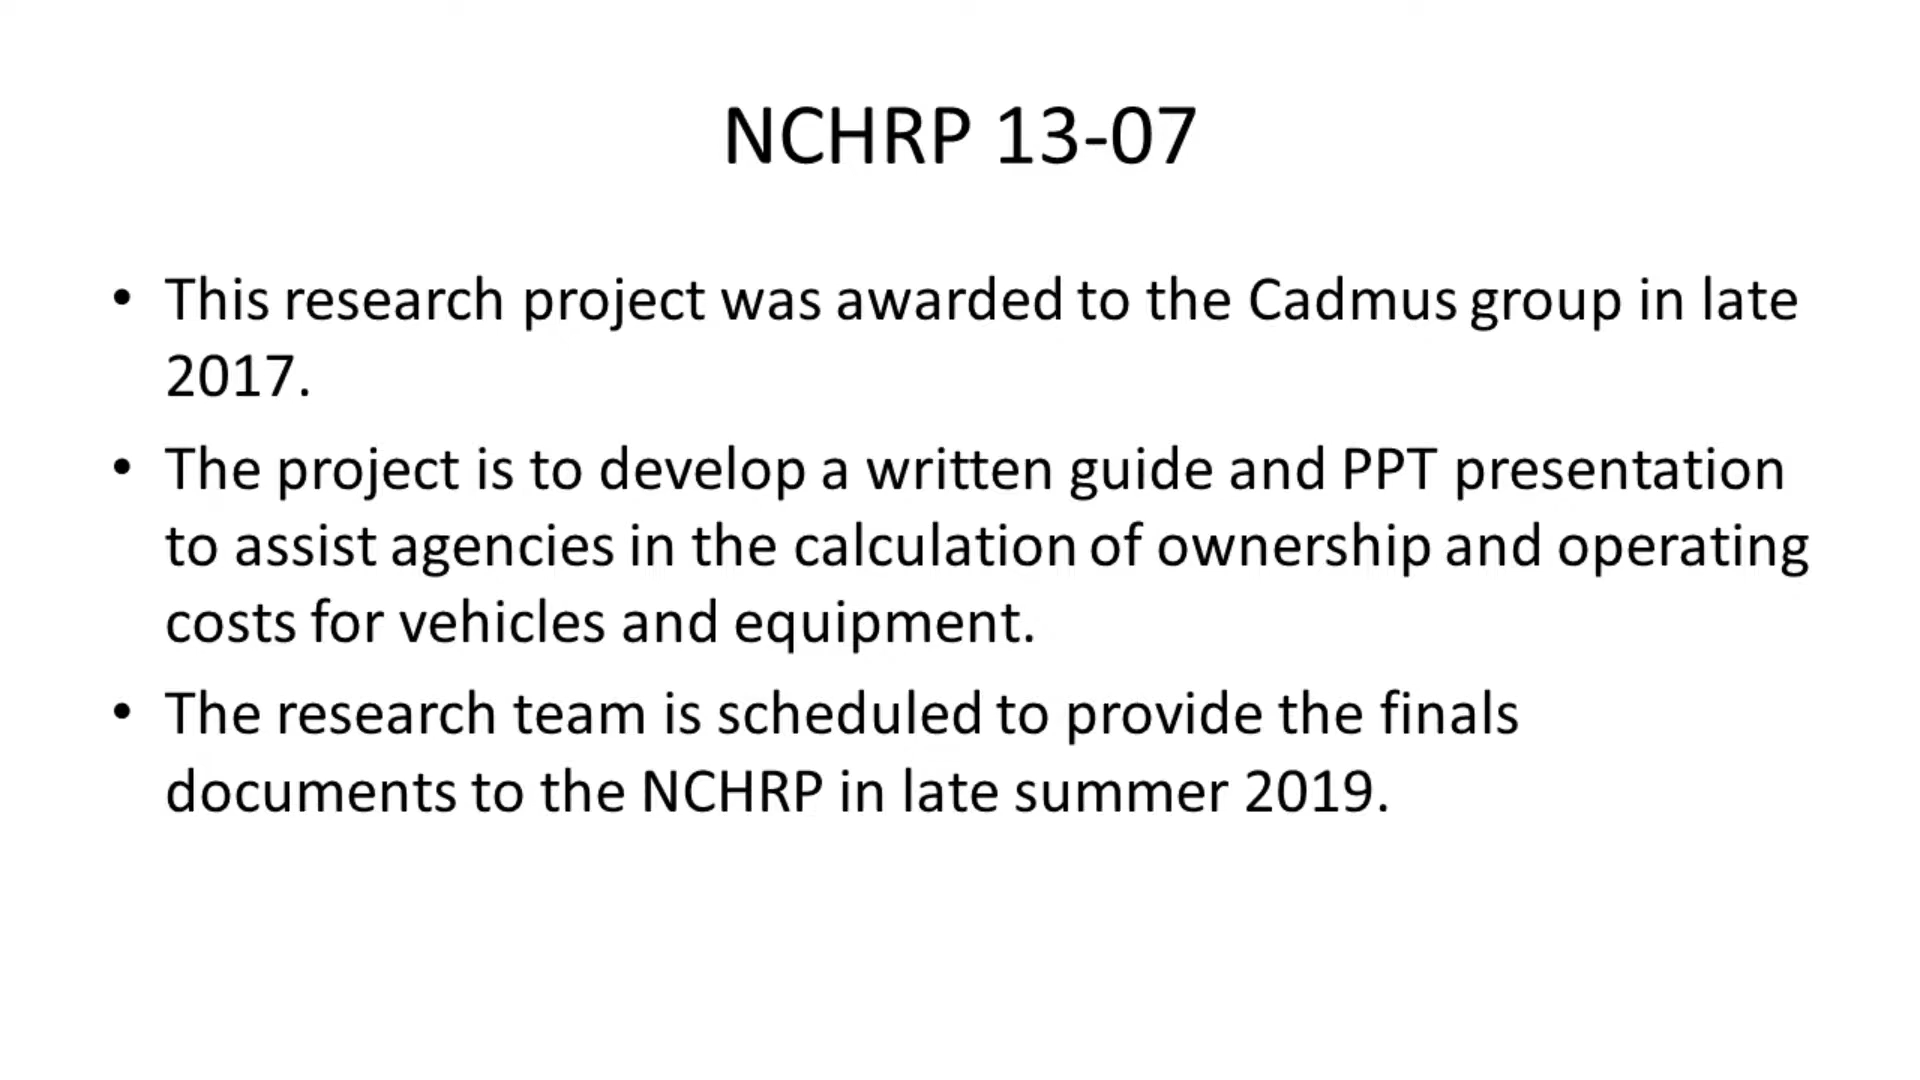 NCHRP 13-07
• This research project was awarded to the Cadmus group in late
2017.
• The project is to develop a written guide and PPT presentation
to assist agencies in the calculation of ownership and operating
costs for vehicles and equipment.
• The research team is scheduled to provide the finals
documents to the NCHRP in late summer 2019.